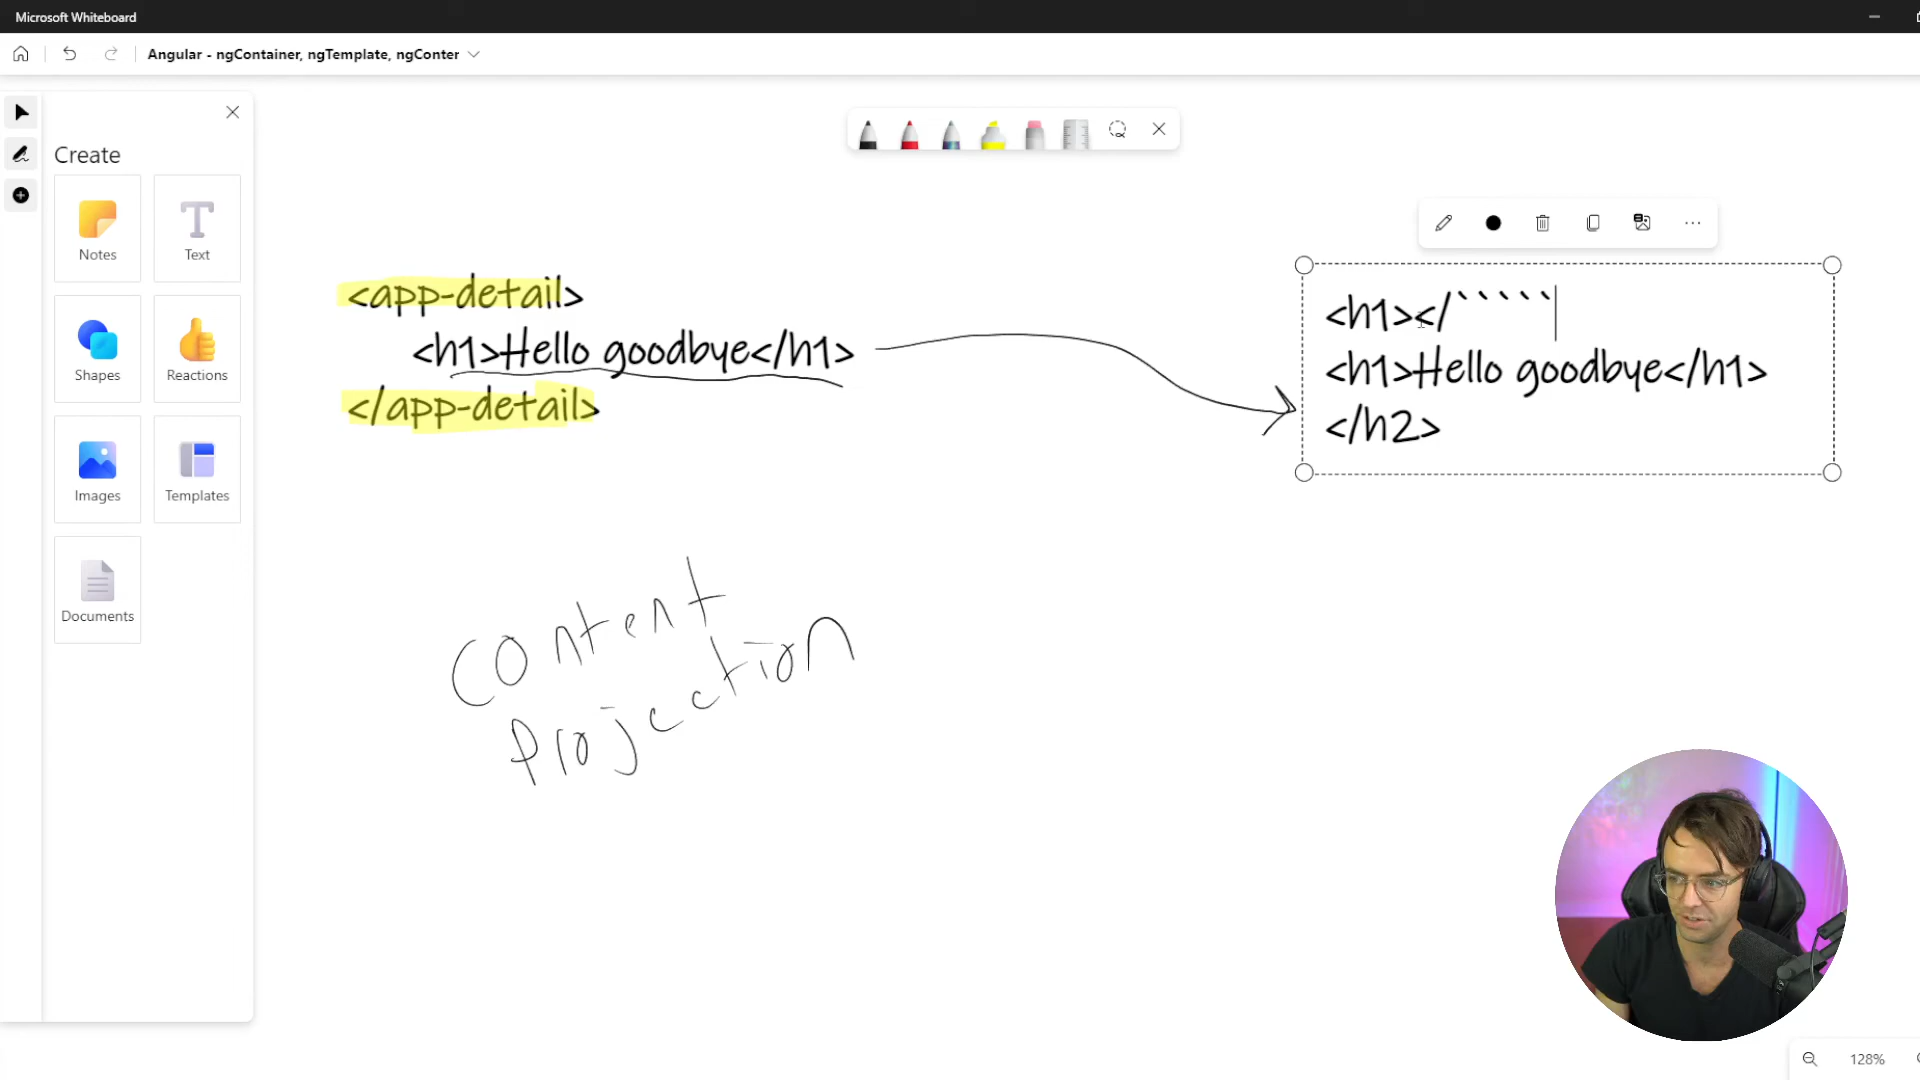 Microsoft Whiteboard
Angular - ngContainer, ngTemplate, ngConter
Create
Notes
Text
Shapes
Reactions
Images
Templates
Documents
<app-detail>
<h1>Hello goodbye</h1>
</app-detail>
<h1></`````
<h1>Hello goodbye</h1>
</h2>
content
projection
128%